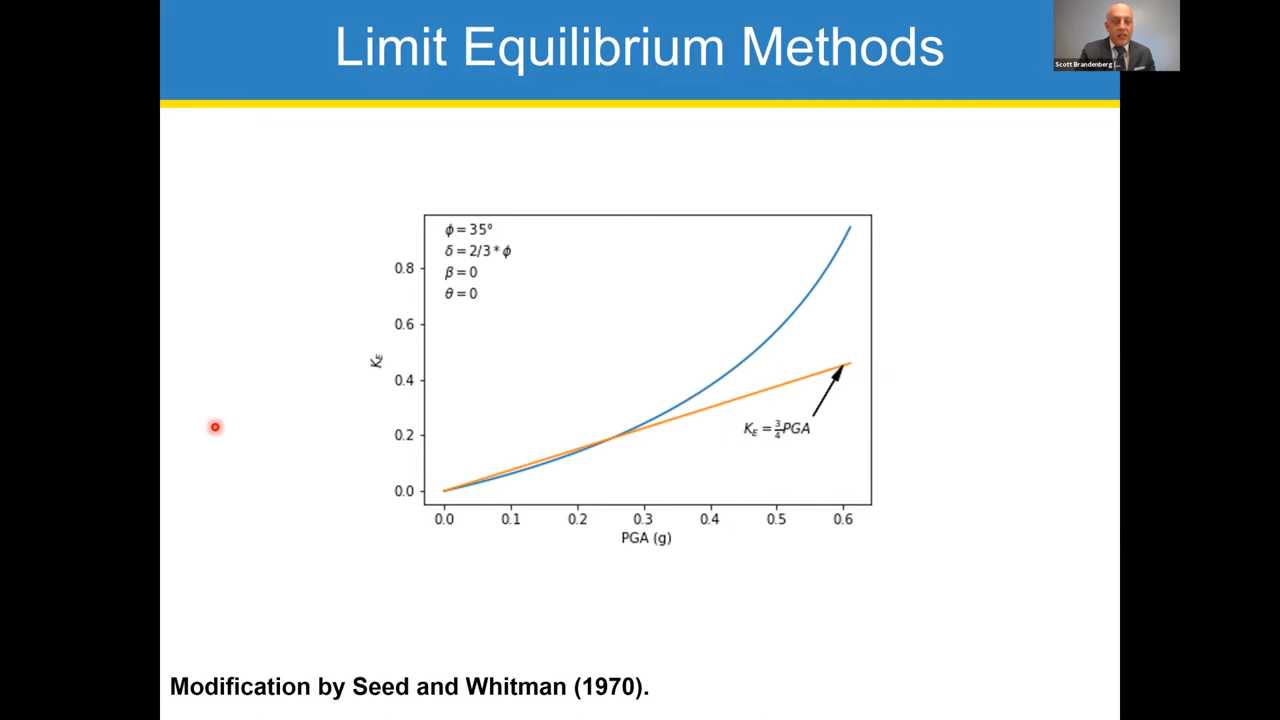 Limit Equilibrium Methods
Scott Brandenberg (...
ϕ = 35°
δ = 2/3 * ϕ
β = 0
θ = 0
0.8
0.6
0.4
0.2
0.0
K_E
K_E = 3/4 PGA
0.0 0.1 0.2 0.3 0.4 0.5 0.6
PGA (g)
Modification by Seed and Whitman (1970).